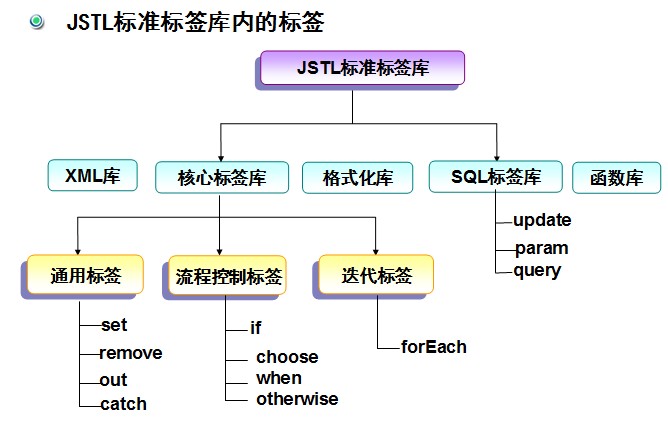 JSTL标准标签库内的标签
JSTL标准标签库
XML库
核心标签库
格式化库
SQL标签库
函数库
update
param
query
通用标签
流程控制标签
迭代标签
set
remove
out
catch
if
choose
when
otherwise
forEach